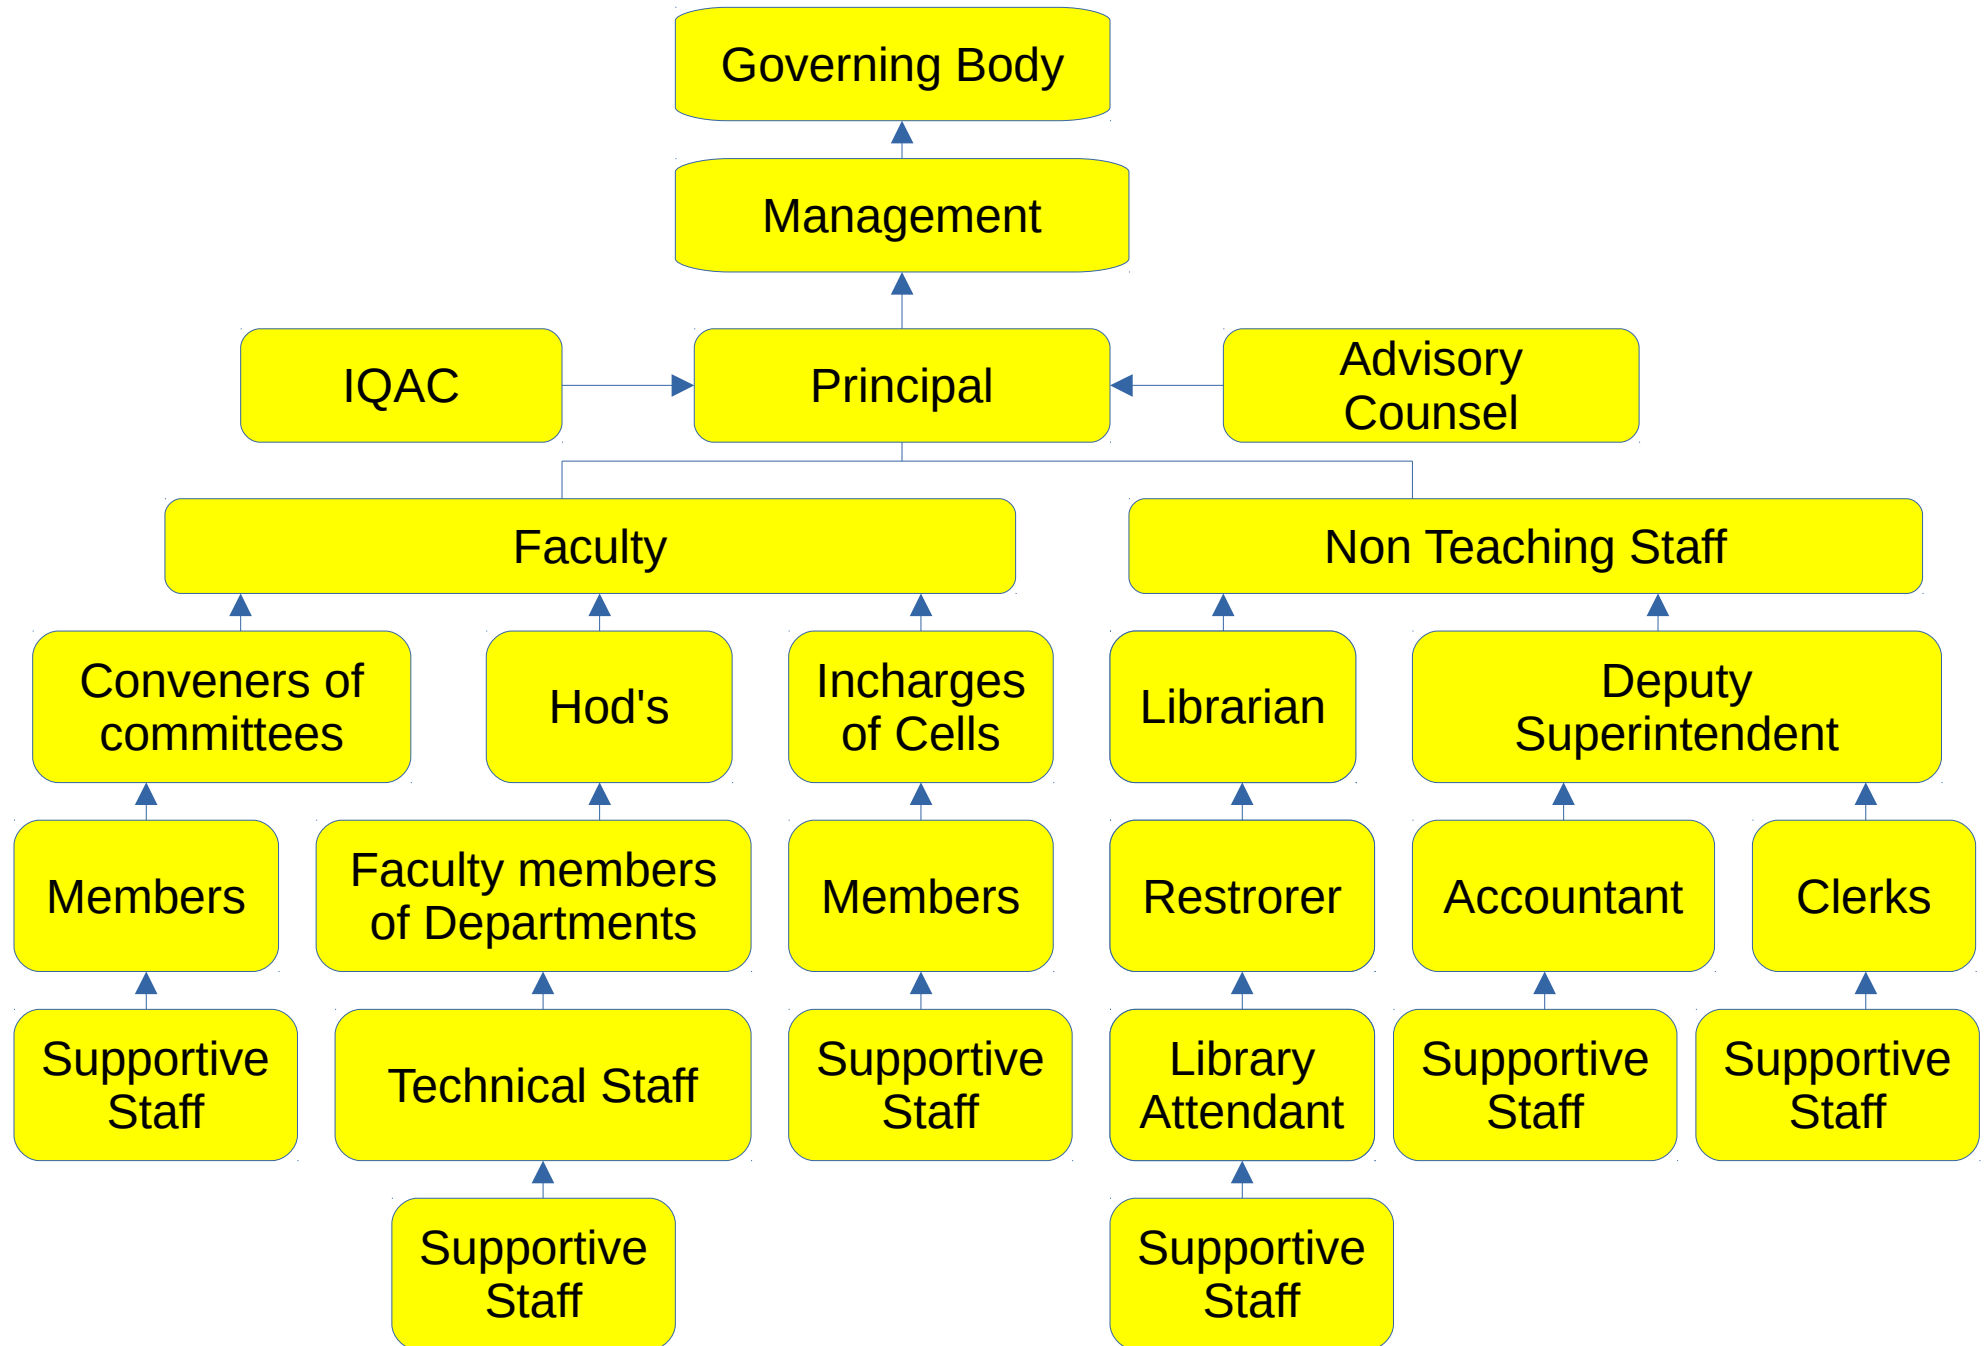 Governing Body
Management
IQAC
Principal
Advisory
Counsel
Faculty
Non Teaching Staff
Conveners of
committees
Hod's
Incharges
of Cells
Librarian
Deputy
Superintendent
Members
Faculty members
of Departments
Members
Restrorer
Accountant
Clerks
Supportive
Staff
Technical Staff
Supportive
Staff
Library
Attendant
Supportive
Staff
Supportive
Staff
Supportive
Staff
Supportive
Staff